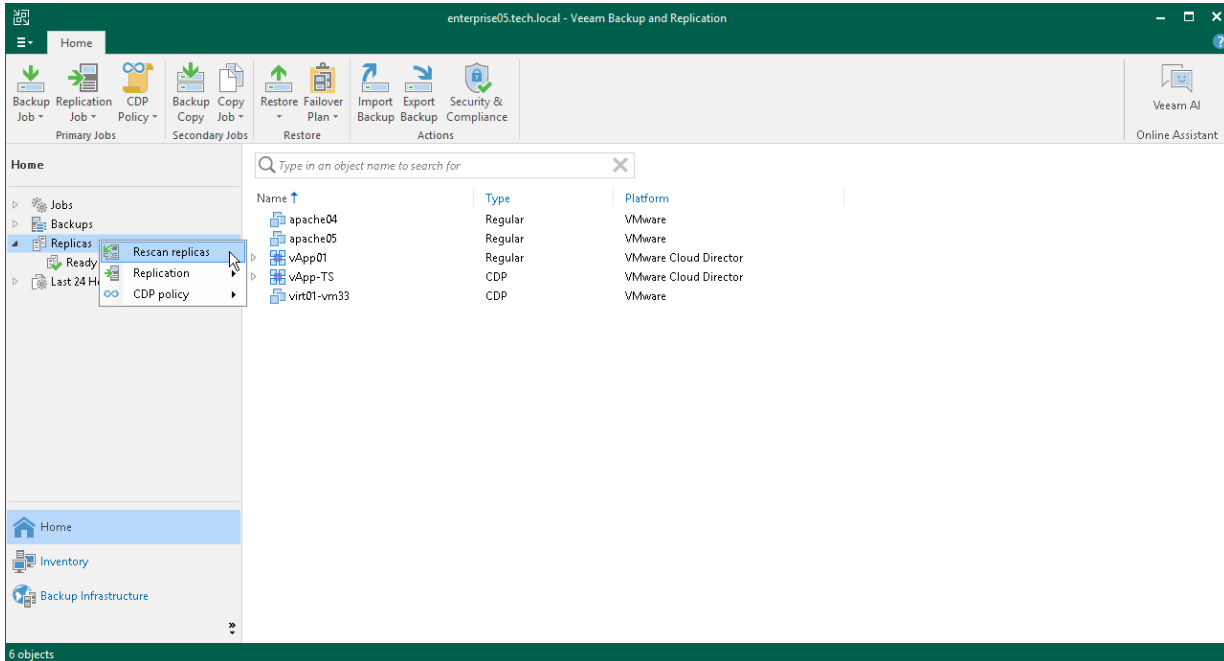 enterprise05.tech.local - Veeam Backup and Replication
Home
Backup Job
Replication Job
CDP Policy
Backup Copy
Copy Job
Restore
Failover Plan
Import Backup
Export Backup
Security & Compliance
Veeam AI
Primary Jobs
Secondary Jobs
Restore
Actions
Online Assistant
Home
Type in an object name to search for
Jobs
Backups
Replicas
Ready
Last 24 H
Rescan replicas
Replication
CDP policy
Name Type Platform
apache04 Regular VMware
apache05 Regular VMware
vApp01 Regular VMware Cloud Director
vApp-TS CDP VMware Cloud Director
virt01-vm33 CDP VMware
Home
Inventory
Backup Infrastructure
6 objects